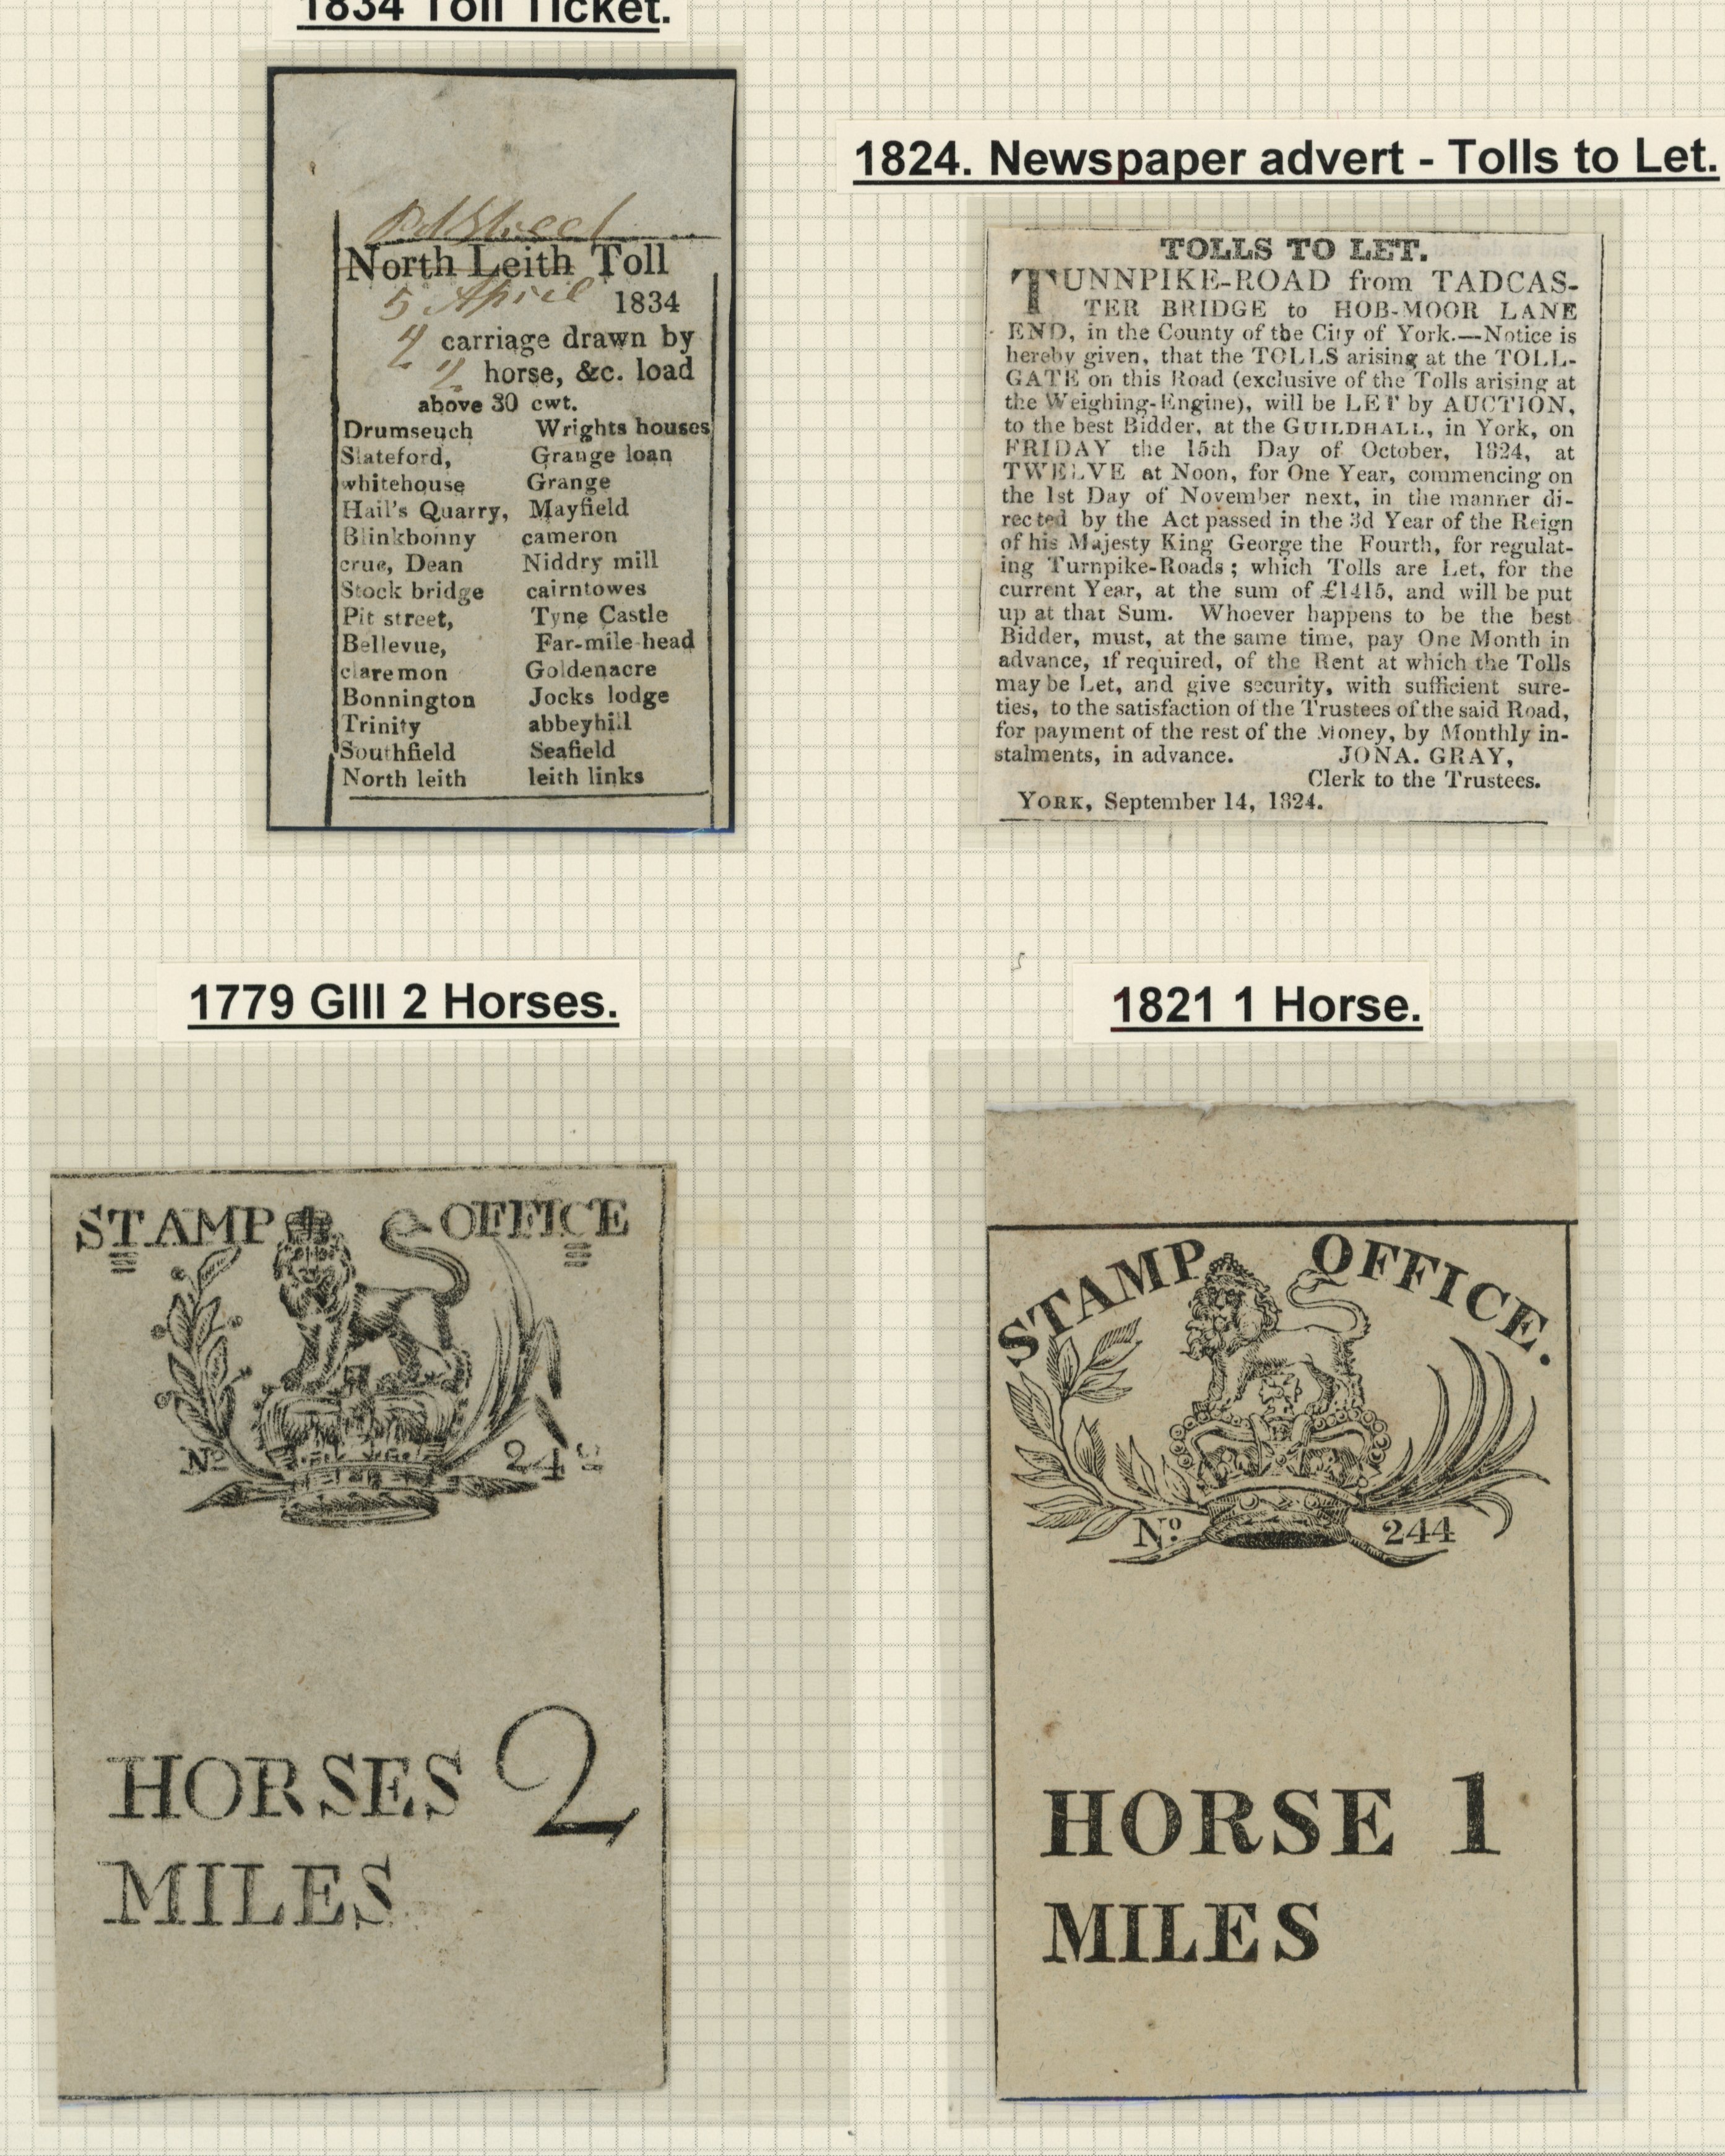 1834 Toll Ticket.
North Leith Toll
5 April 1834
carriage drawn by
horse, &c. load
above 30 cwt.
Drumseuch Wrights houses
Slateford, Grange loan
whitehouse Grange
Hail's Quarry, Mayfield
Blinkbonny cameron
crue, Dean Niddry mill
Stock bridge cairntowes
Pit street, Tyne Castle
Bellevue, Far-mile-head
claremon Goldenacre
Bonnington Jocks lodge
Trinity abbeyhill
Southfield Seafield
North leith leith links
1824. Newspaper advert - Tolls to Let.
TOLLS TO LET.
TUNNPIKE-ROAD from TADCAS-
TER BRIDGE to HOB-MOOR LANE
END, in the County of the City of York.—Notice is
hereby given, that the TOLLS arising at the TOLL-
GATE on this Road (exclusive of the Tolls arising at
the Weighing-Engine), will be LET by AUCTION,
to the best Bidder, at the GUILDHALL, in York, on
FRIDAY the 15th Day of October, 1824, at
TWELVE at Noon, for One Year, commencing on
the 1st Day of November next, in the manner di-
rected by the Act passed in the 3d Year of the Reign
of his Majesty King George the Fourth, for regulat-
ing Turnpike-Roads; which Tolls are Let, for the
current Year, at the sum of £1415, and will be put
up at that Sum. Whoever happens to be the best
Bidder, must, at the same time, pay One Month in
advance, if required, of the Rent at which the Tolls
may be Let, and give security, with sufficient sure-
ties, to the satisfaction of the Trustees of the said Road,
for payment of the rest of the Money, by Monthly in-
stalments, in advance. JONA. GRAY,
Clerk to the Trustees.
YORK, September 14, 1824.
1779 GIII 2 Horses.
STAMP OFFICE
No
HORSES 2
MILES
1821 1 Horse.
STAMP OFFICE.
No. 244
HORSE 1
MILES